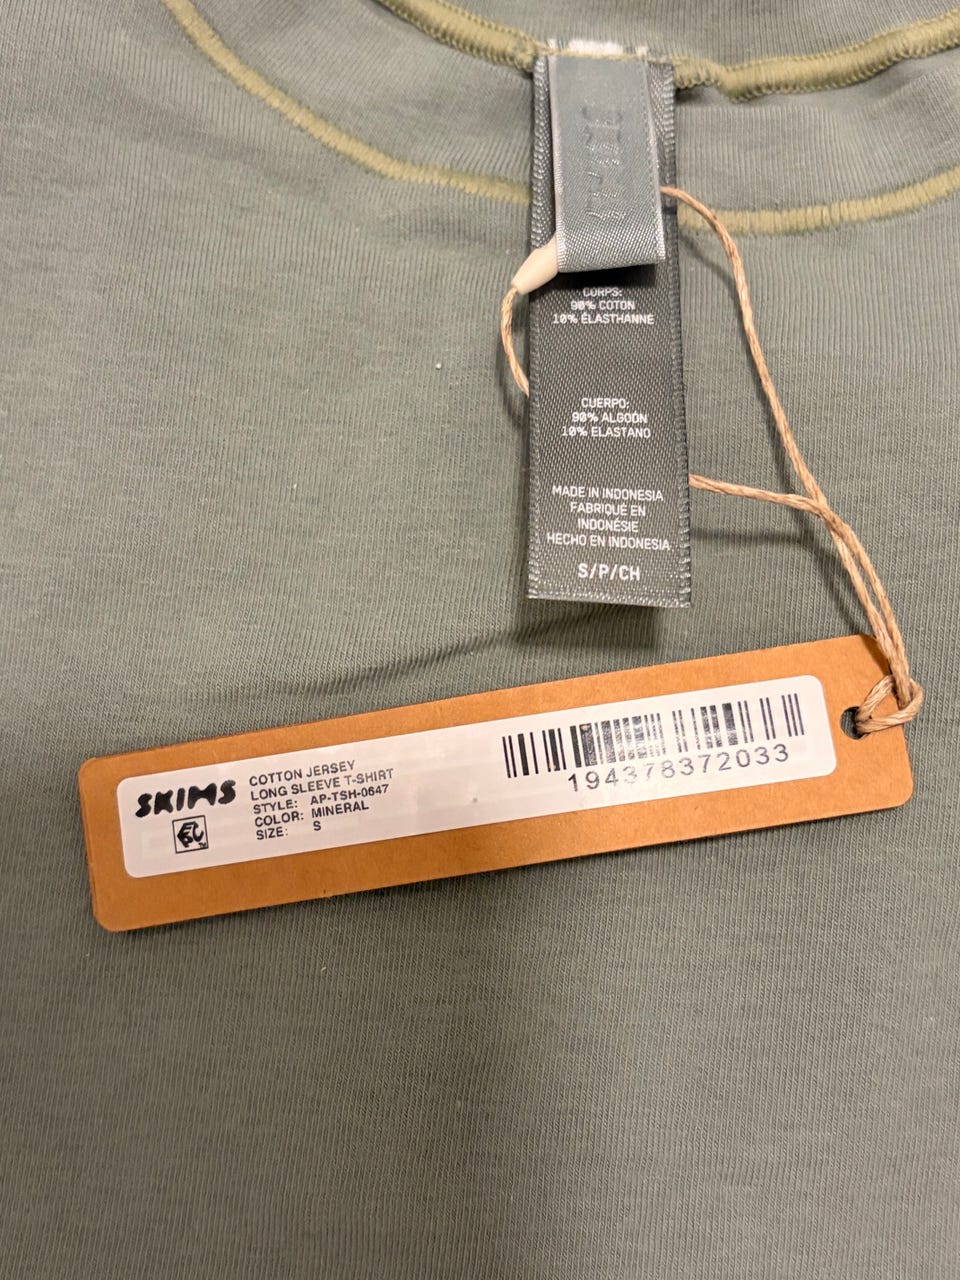 SKIMS
CORPS:
90% COTON
10% ÉLASTHANNE
CUERPO:
90% ALGODÓN
10% ELASTANO
MADE IN INDONESIA
FABRIQUÉ EN
INDONÉSIE
HECHO EN INDONESIA
S/P/CH
SKIMS
COTTON JERSEY
LONG SLEEVE T-SHIRT
STYLE: AP-TSH-0647
COLOR: MINERAL
SIZE: S
194378372033